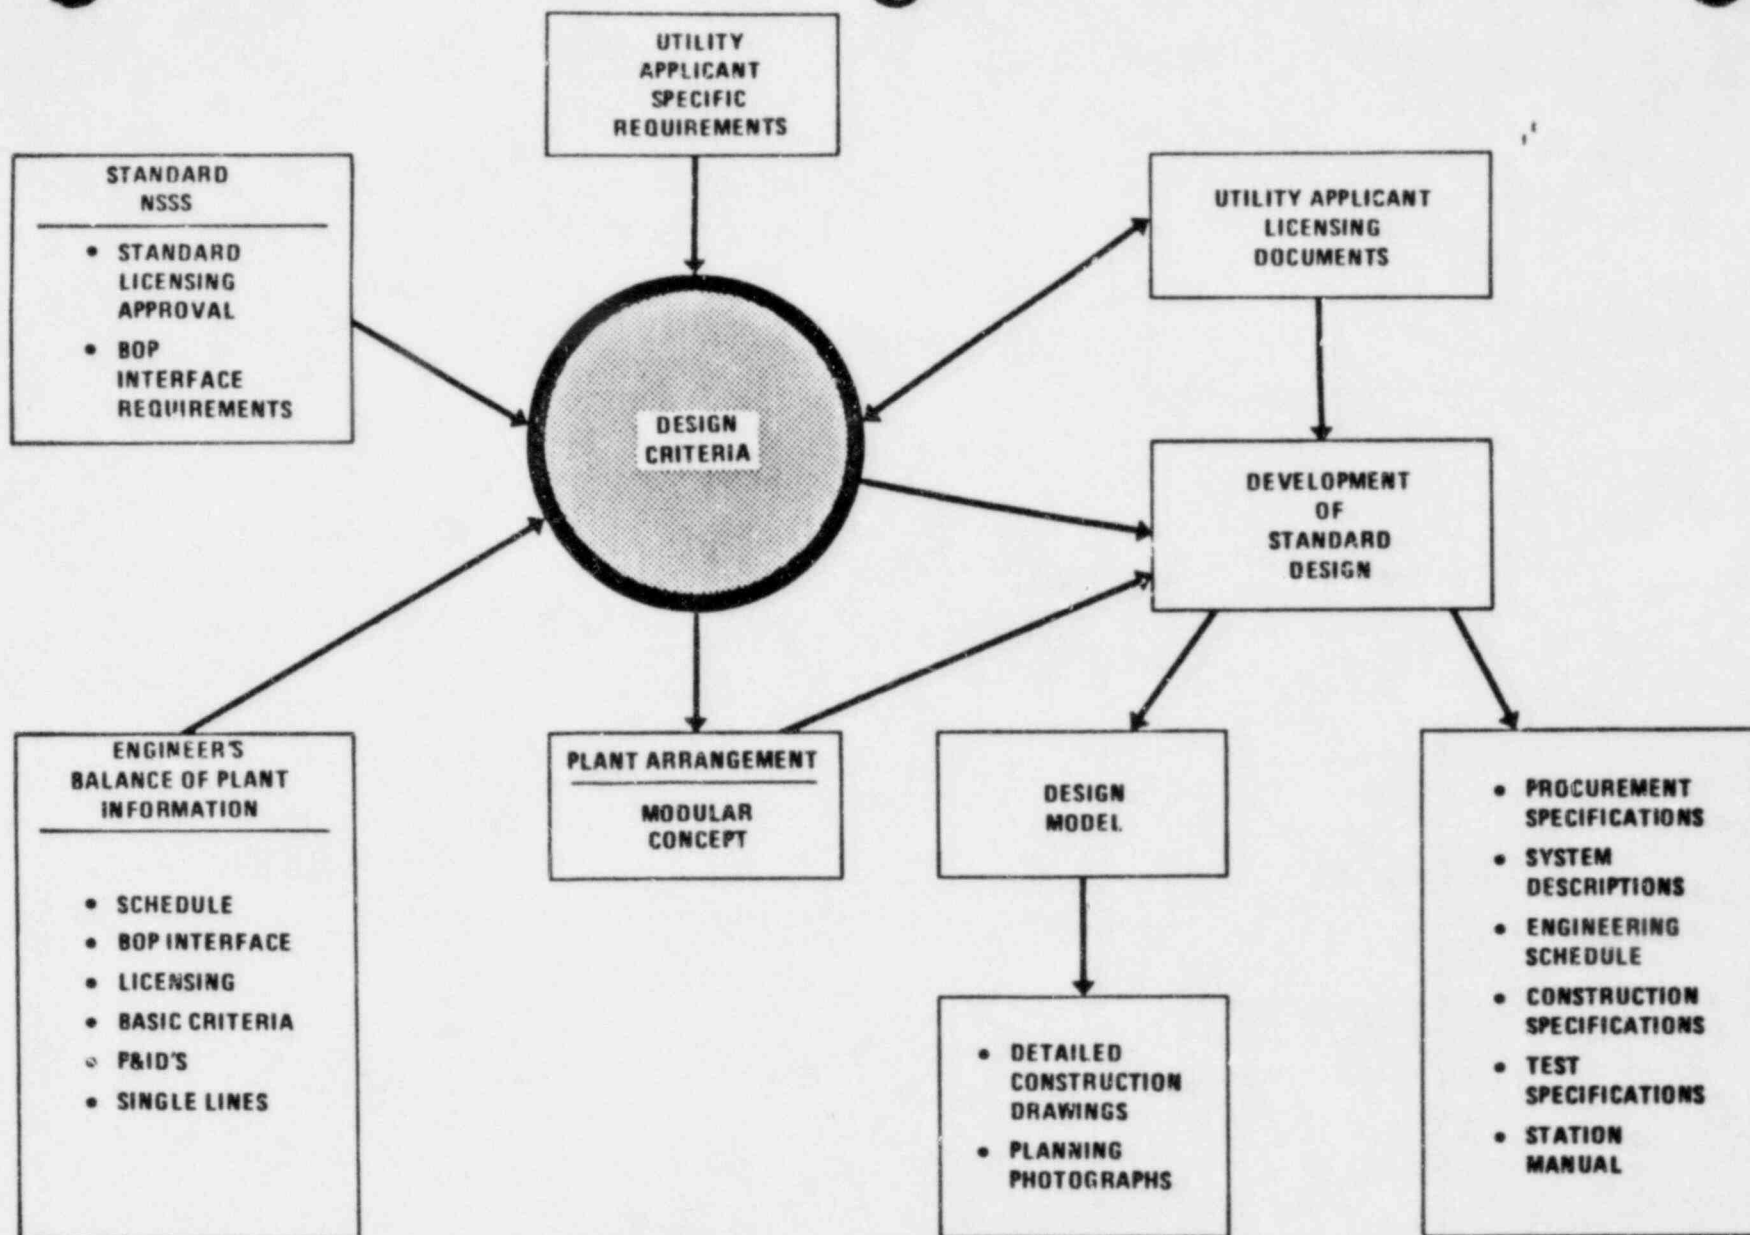 UTILITY
APPLICANT
SPECIFIC
REQUIREMENTS
STANDARD
NSSS
• STANDARD
LICENSING
APPROVAL
• BOP
INTERFACE
REQUIREMENTS
UTILITY APPLICANT
LICENSING
DOCUMENTS
DESIGN
CRITERIA
DEVELOPMENT
OF
STANDARD
DESIGN
ENGINEER'S
BALANCE OF PLANT
INFORMATION
• SCHEDULE
• BOP INTERFACE
• LICENSING
• BASIC CRITERIA
• P&ID'S
• SINGLE LINES
PLANT ARRANGEMENT
MODULAR
CONCEPT
DESIGN
MODEL
• DETAILED
CONSTRUCTION
DRAWINGS
• PLANNING
PHOTOGRAPHS
• PROCUREMENT
SPECIFICATIONS
• SYSTEM
DESCRIPTIONS
• ENGINEERING
SCHEDULE
• CONSTRUCTION
SPECIFICATIONS
• TEST
SPECIFICATIONS
• STATION
MANUAL